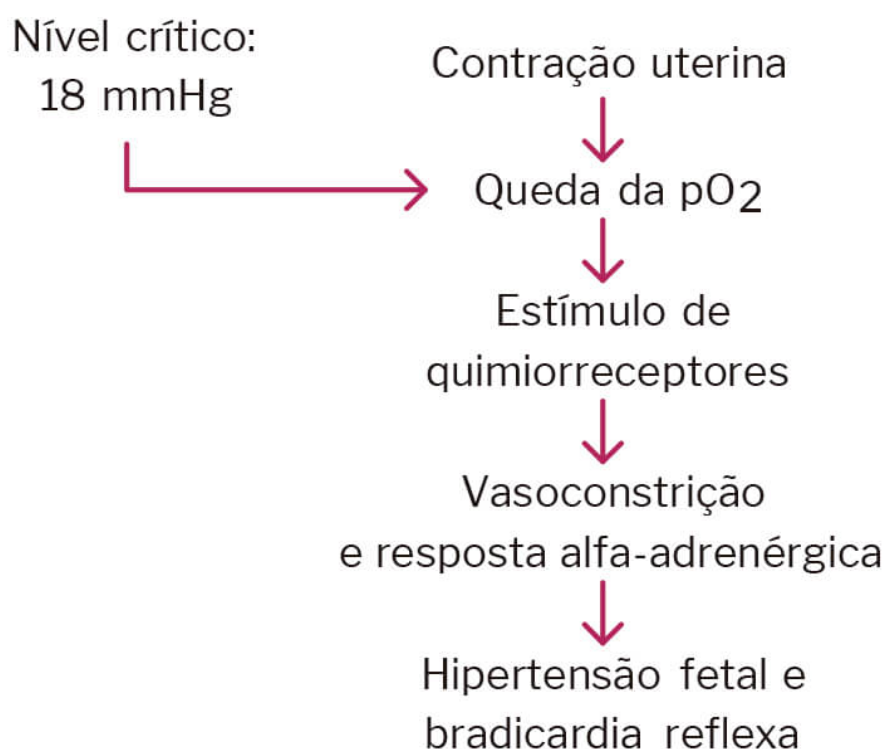 Nível crítico:
18 mmHg
Contração uterina
Queda da pO2
Estímulo de
quimiorreceptores
Vasoconstrição
e resposta alfa-adrenérgica
Hipertensão fetal e
bradicardia reflexa